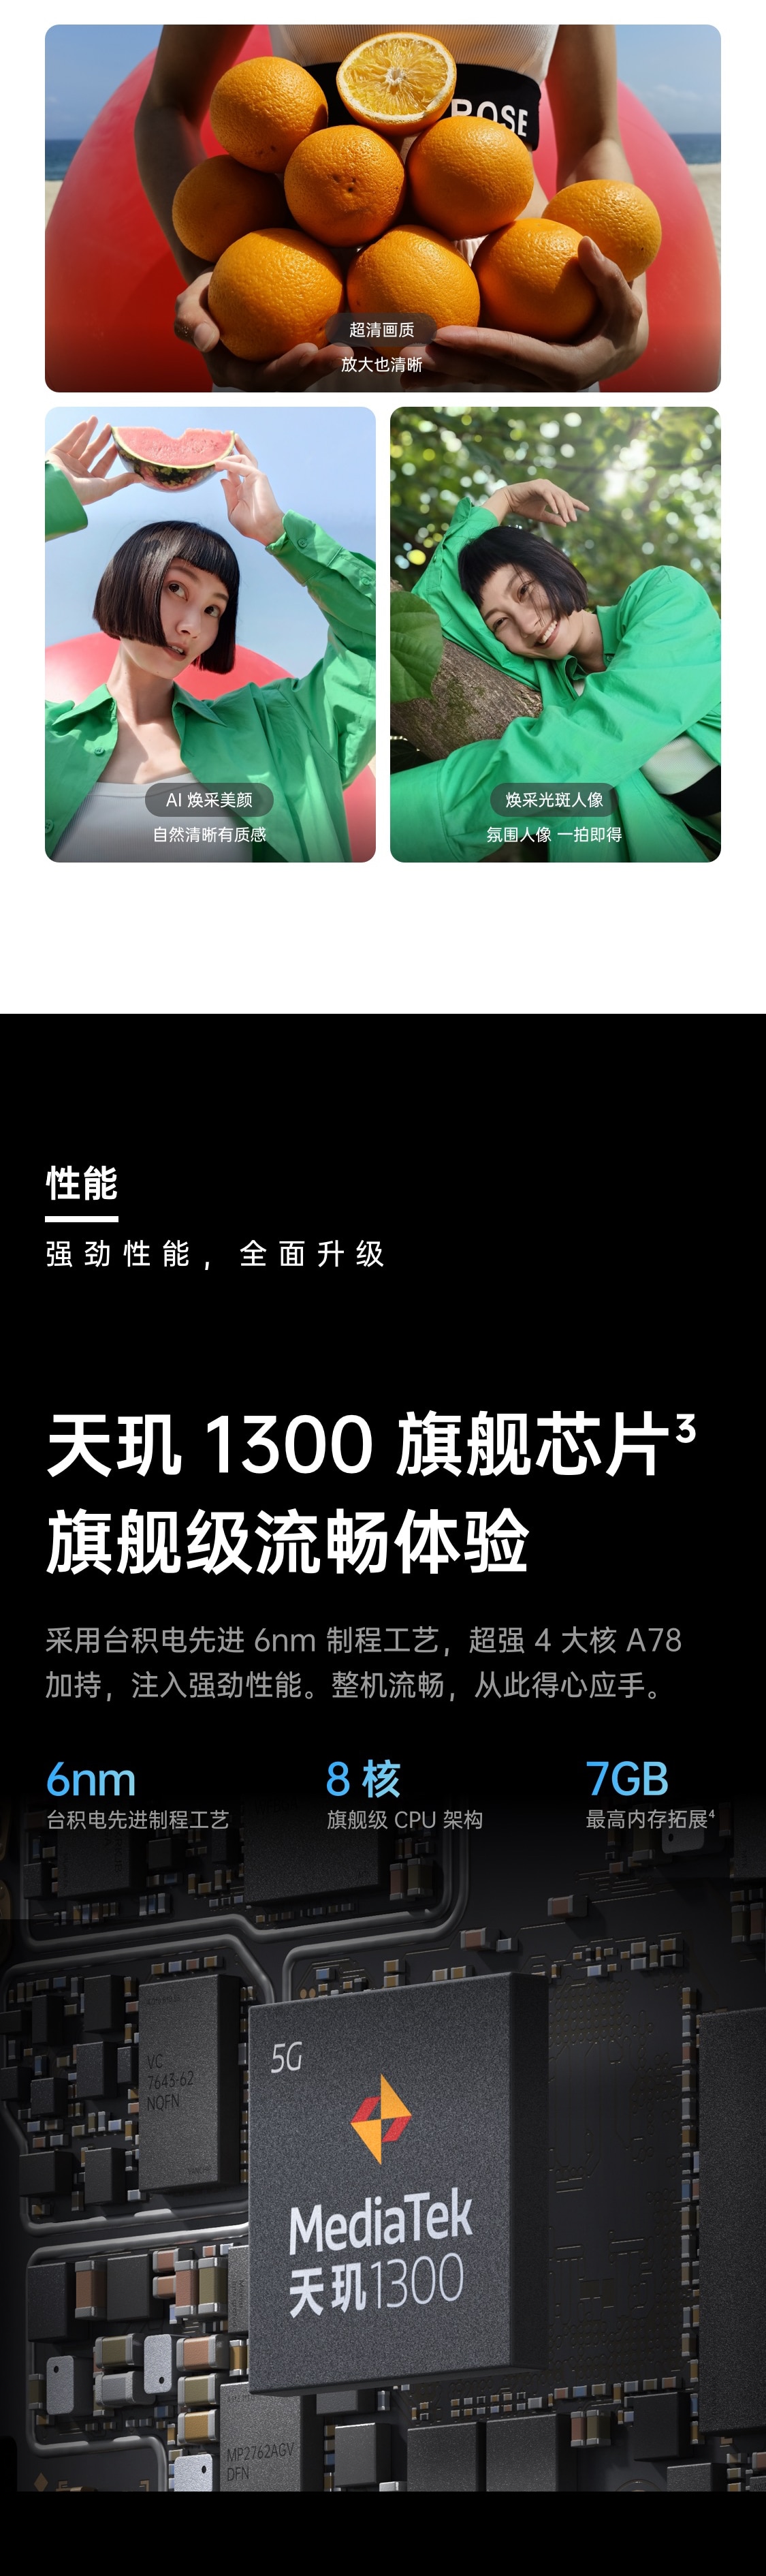 ROSE
超清画质
放大也清晰
AI 焕采美颜
自然清晰有质感
焕采光斑人像
氛围人像 一拍即得
性能
强劲性能，全面升级
天玑 1300 旗舰芯片³
旗舰级流畅体验
采用台积电先进 6nm 制程工艺，超强 4 大核 A78
加持，注入强劲性能。整机流畅，从此得心应手。
6nm
台积电先进制程工艺
8 核
旗舰级 CPU 架构
7GB
最高内存拓展⁴
5G
VC
7643-62
NQFN
MediaTek
天玑1300
MP2762AGV
DFN